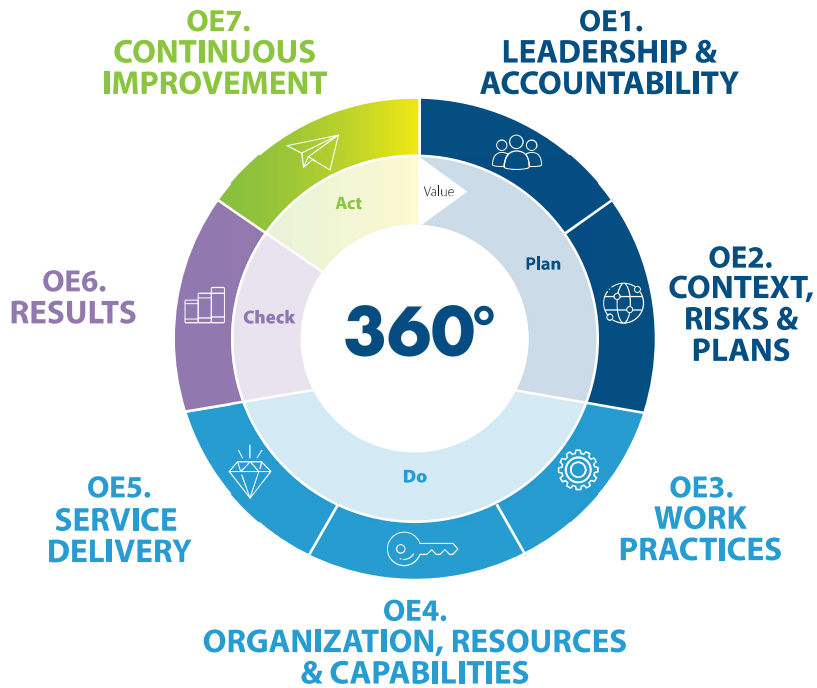 OE7.
CONTINUOUS
IMPROVEMENT
OE1.
LEADERSHIP &
ACCOUNTABILITY
Act
Value
Plan
OE2.
CONTEXT,
RISKS &
PLANS
OE6.
RESULTS
Check
360°
Do
OE5.
SERVICE
DELIVERY
OE3.
WORK
PRACTICES
OE4.
ORGANIZATION, RESOURCES
& CAPABILITIES